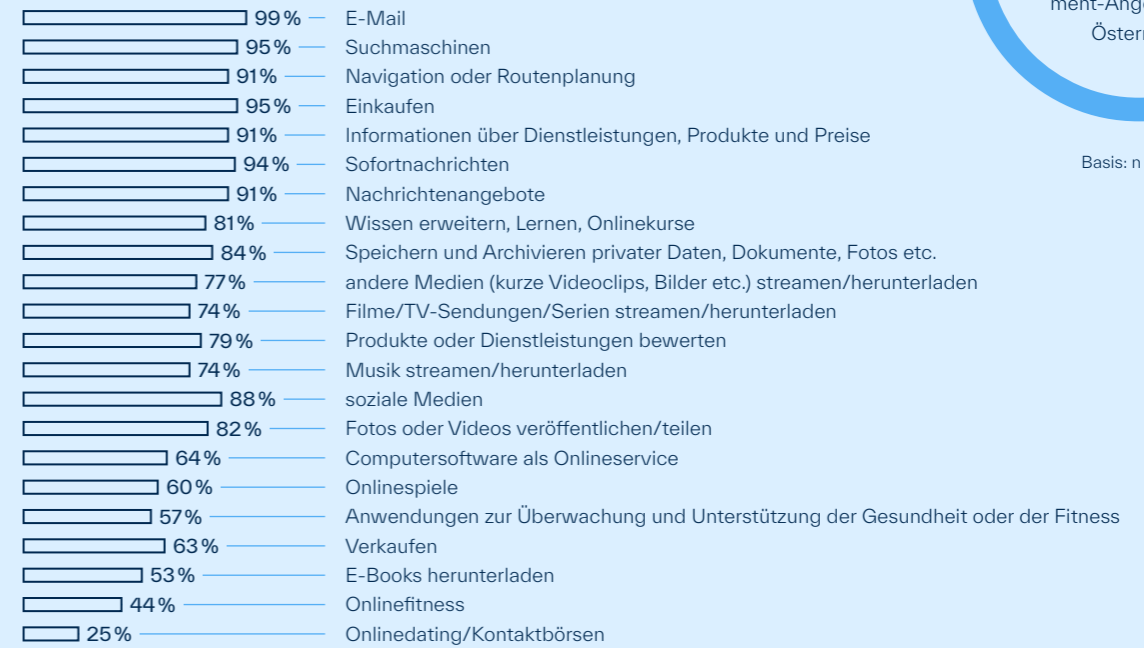 99 % E-Mail
95 % Suchmaschinen
91 % Navigation oder Routenplanung
95 % Einkaufen
91 % Informationen über Dienstleistungen, Produkte und Preise
94 % Sofortnachrichten
91 % Nachrichtenangebote
81 % Wissen erweitern, Lernen, Onlinekurse
84 % Speichern und Archivieren privater Daten, Dokumente, Fotos etc.
77 % andere Medien (kurze Videoclips, Bilder etc.) streamen/herunterladen
74 % Filme/TV-Sendungen/Serien streamen/herunterladen
79 % Produkte oder Dienstleistungen bewerten
74 % Musik streamen/herunterladen
88 % soziale Medien
82 % Fotos oder Videos veröffentlichen/teilen
64 % Computersoftware als Onlineservice
60 % Onlinespiele
57 % Anwendungen zur Überwachung und Unterstützung der Gesundheit oder der Fitness
63 % Verkaufen
53 % E-Books herunterladen
44 % Onlinefitness
25 % Onlinedating/Kontaktbörsen
Basis: n